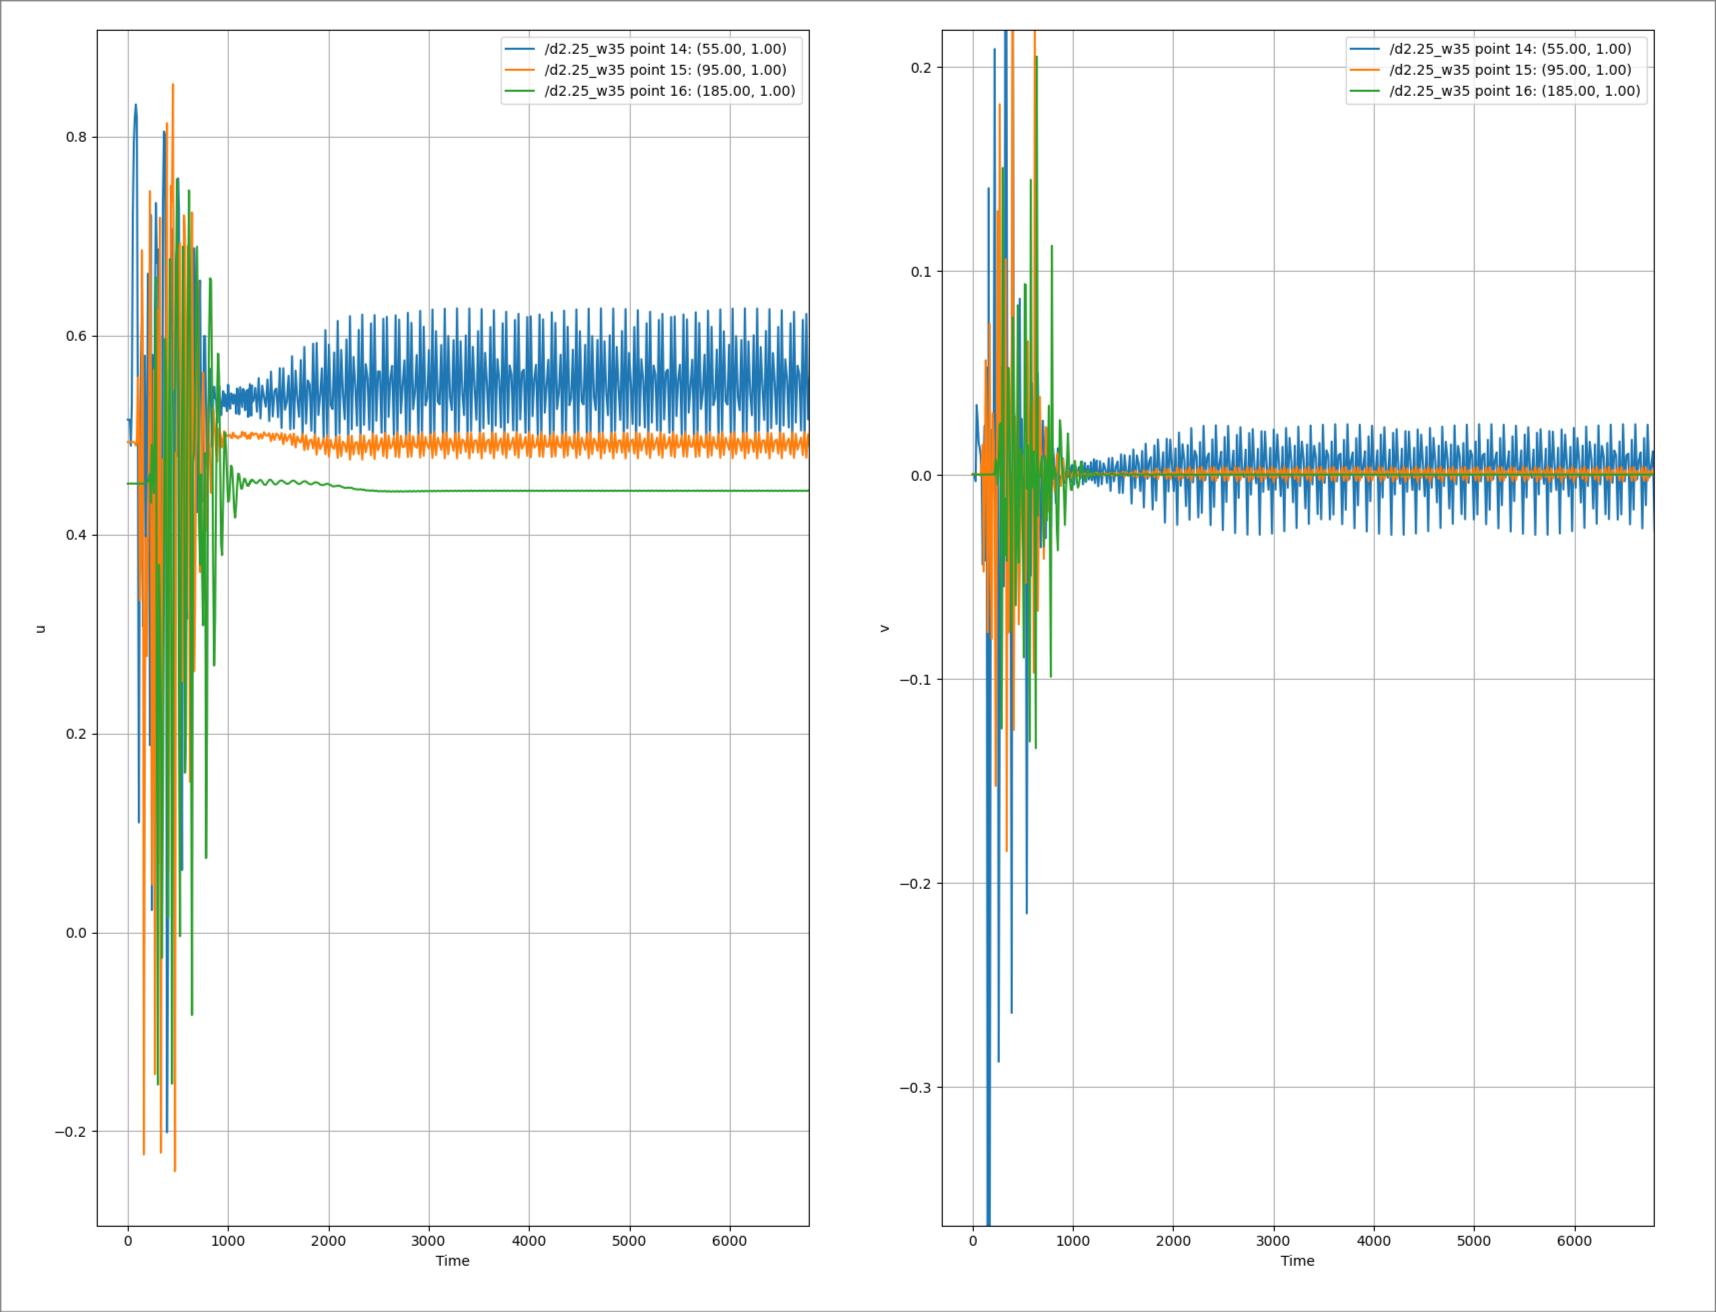 /d2.25_w35 point 14: (55.00, 1.00)
/d2.25_w35 point 15: (95.00, 1.00)
/d2.25_w35 point 16: (185.00, 1.00)
0.8
0.6
0.4
0.2
0.0
−0.2
u
0 1000 2000 3000 4000 5000 6000
Time
/d2.25_w35 point 14: (55.00, 1.00)
/d2.25_w35 point 15: (95.00, 1.00)
/d2.25_w35 point 16: (185.00, 1.00)
0.2
0.1
0.0
−0.1
−0.2
−0.3
v
0 1000 2000 3000 4000 5000 6000
Time